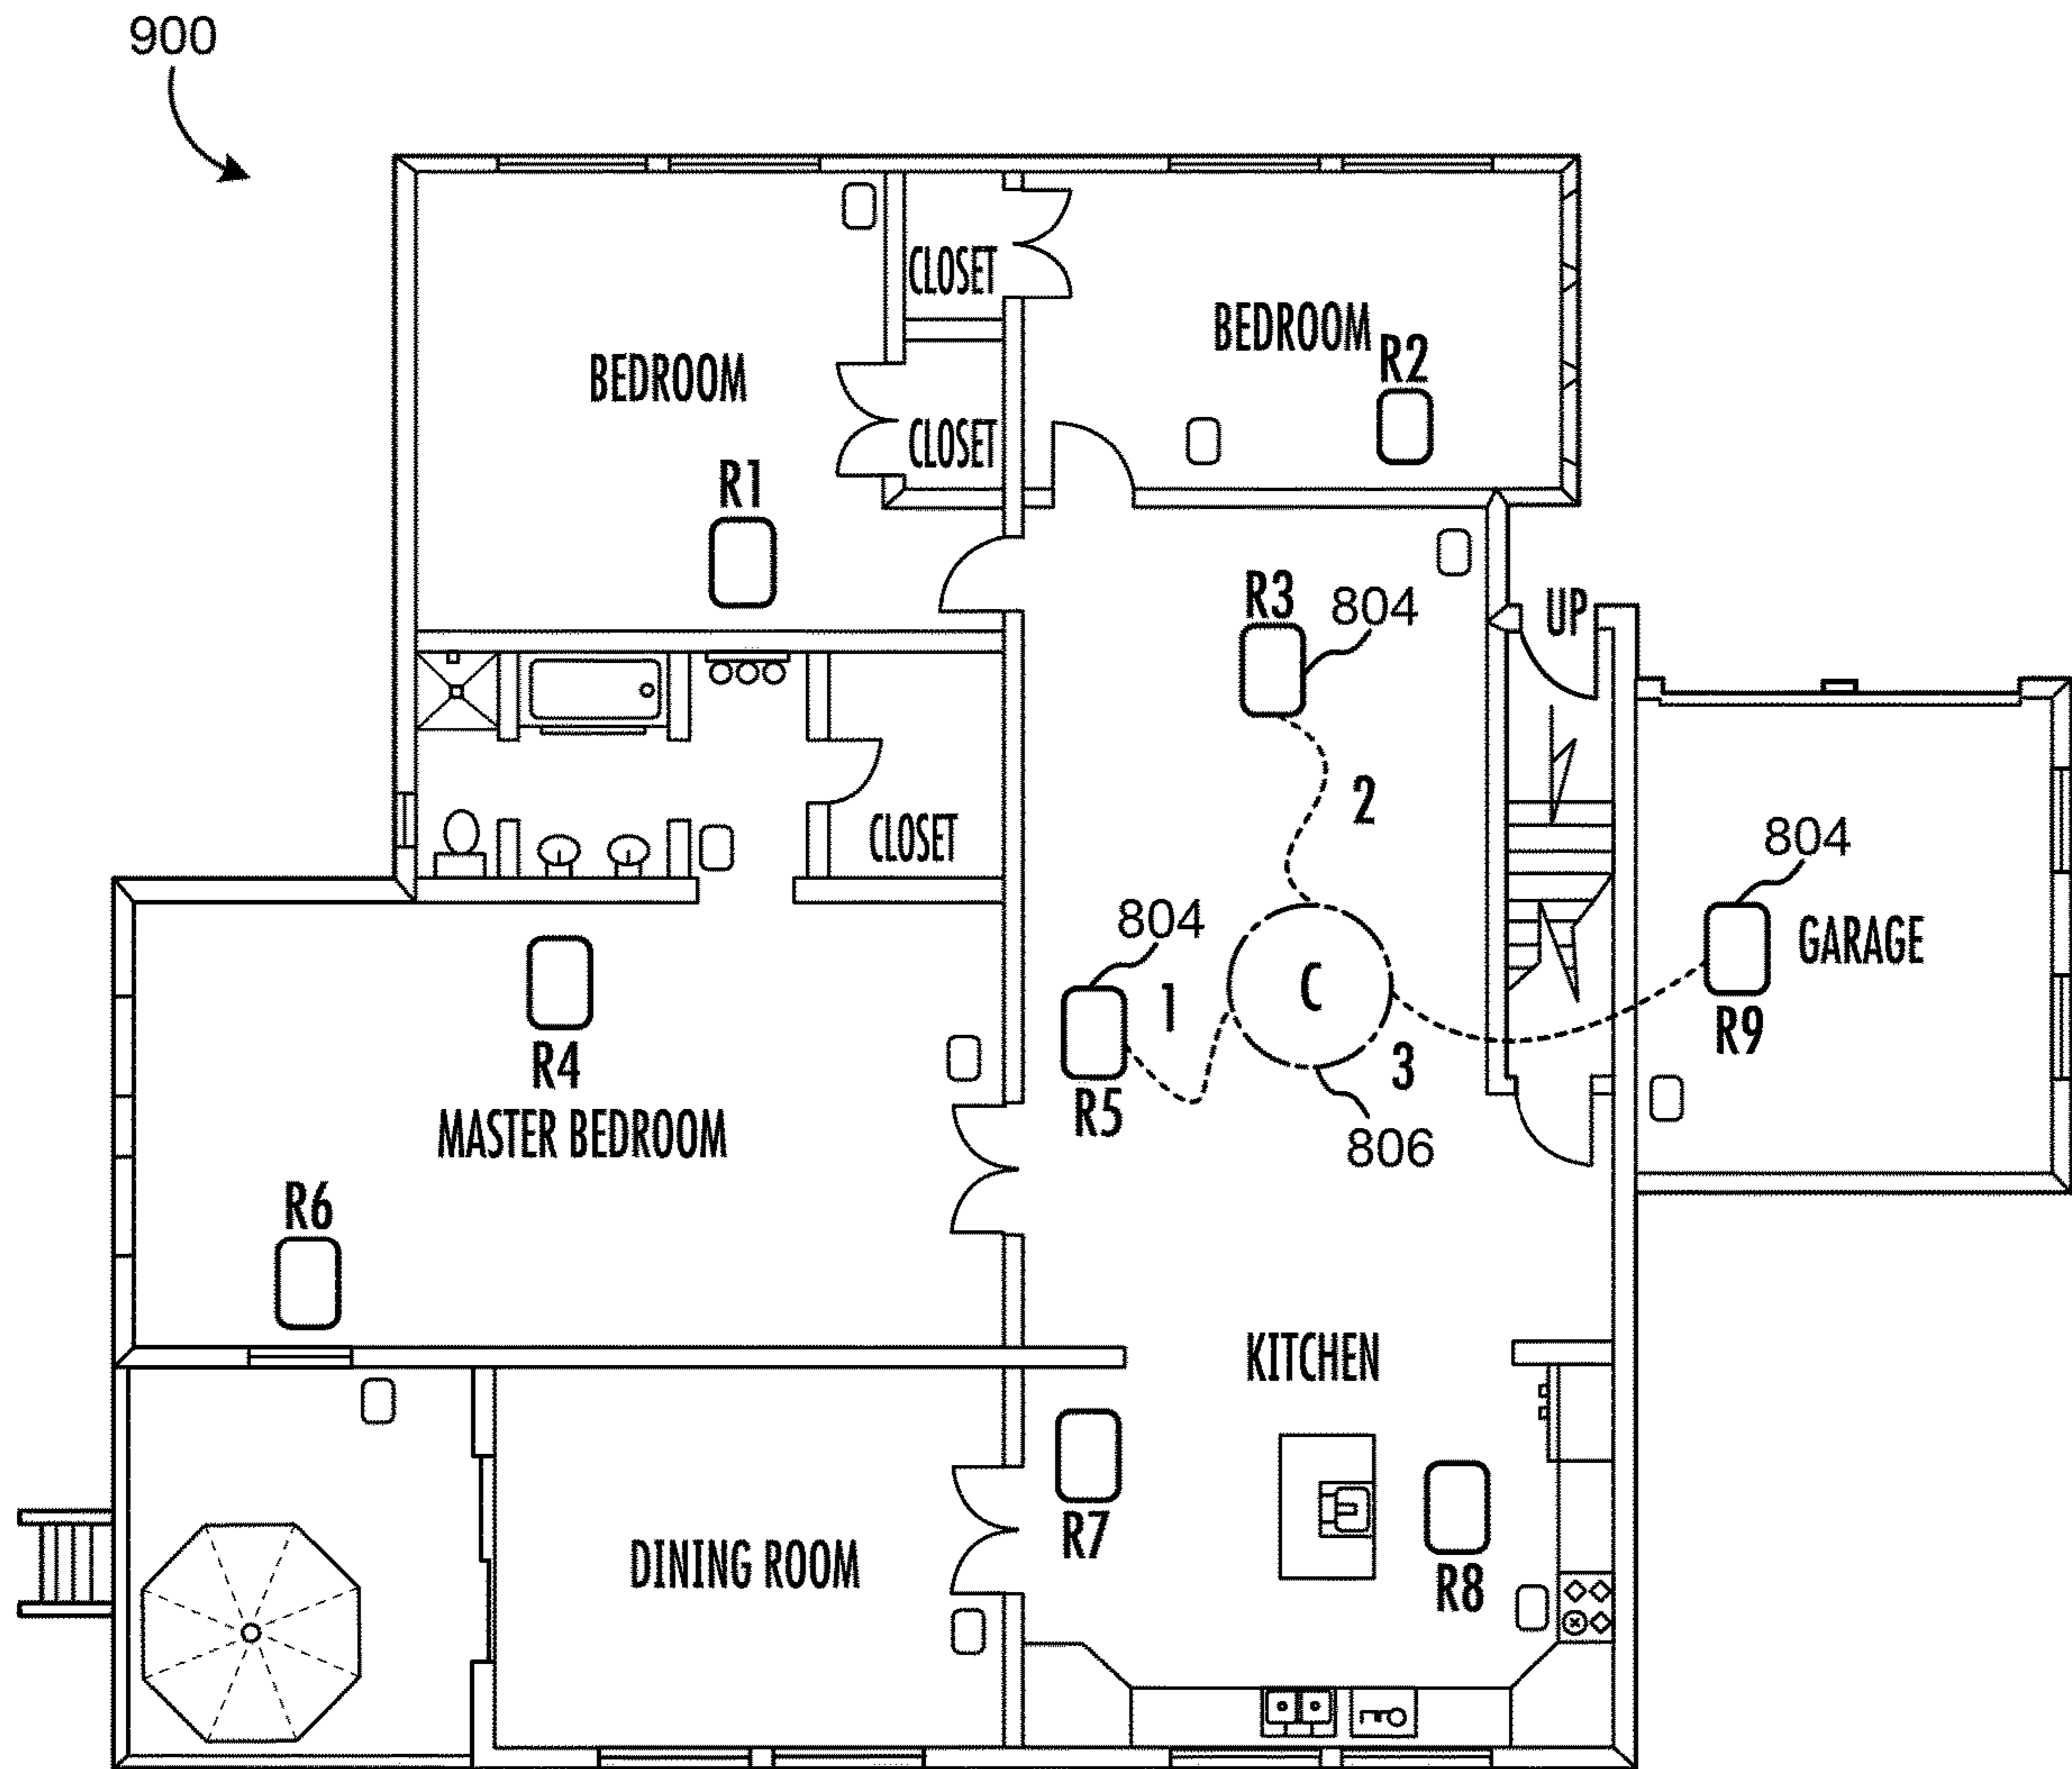 900
CLOSET
BEDROOM
R2
BEDROOM
CLOSET
R1
R3
804
UP
2
804
CLOSET
GARAGE
804
1
C
R9
R4
3
R5
MASTER BEDROOM
806
R6
KITCHEN
R7
DINING ROOM
R8